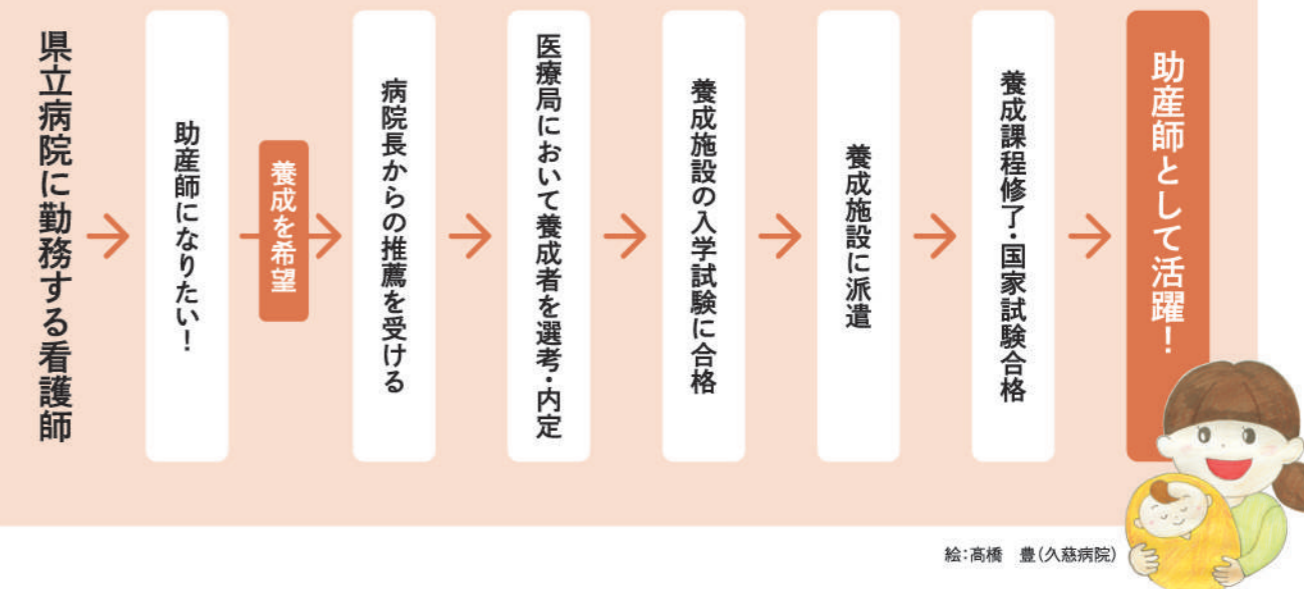 県立病院に勤務する看護師
助産師になりたい！
養成を希望
病院長からの推薦を受ける
医療局において養成者を選考・内定
養成施設の入学試験に合格
養成施設に派遣
養成課程修了・国家試験合格
助産師として活躍！
絵：高橋　豊（久慈病院）